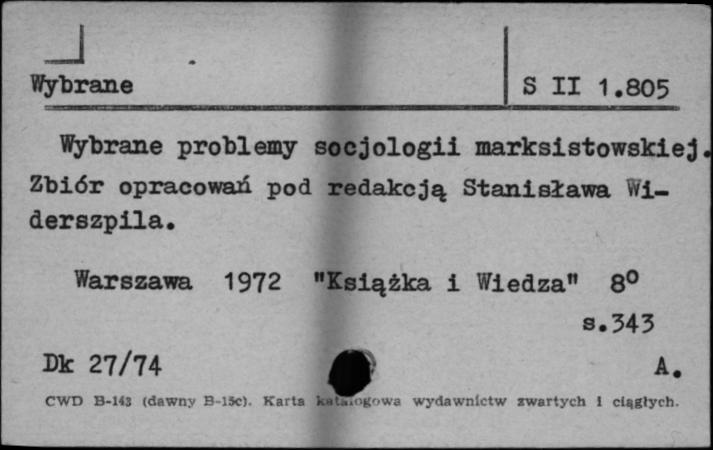 Wybrane S II 1.805
Wybrane problemy socjologii marksistowskiej.
Zbiór opracowań pod redakcją Stanisława Wi-
derszpila.
Warszawa 1972 "Książka i Wiedza" 8°
s.343
Dk 27/74 A.
CWD B-143 (dawny B-15c). Karta katalogowa wydawnictw zwartych i ciągłych.